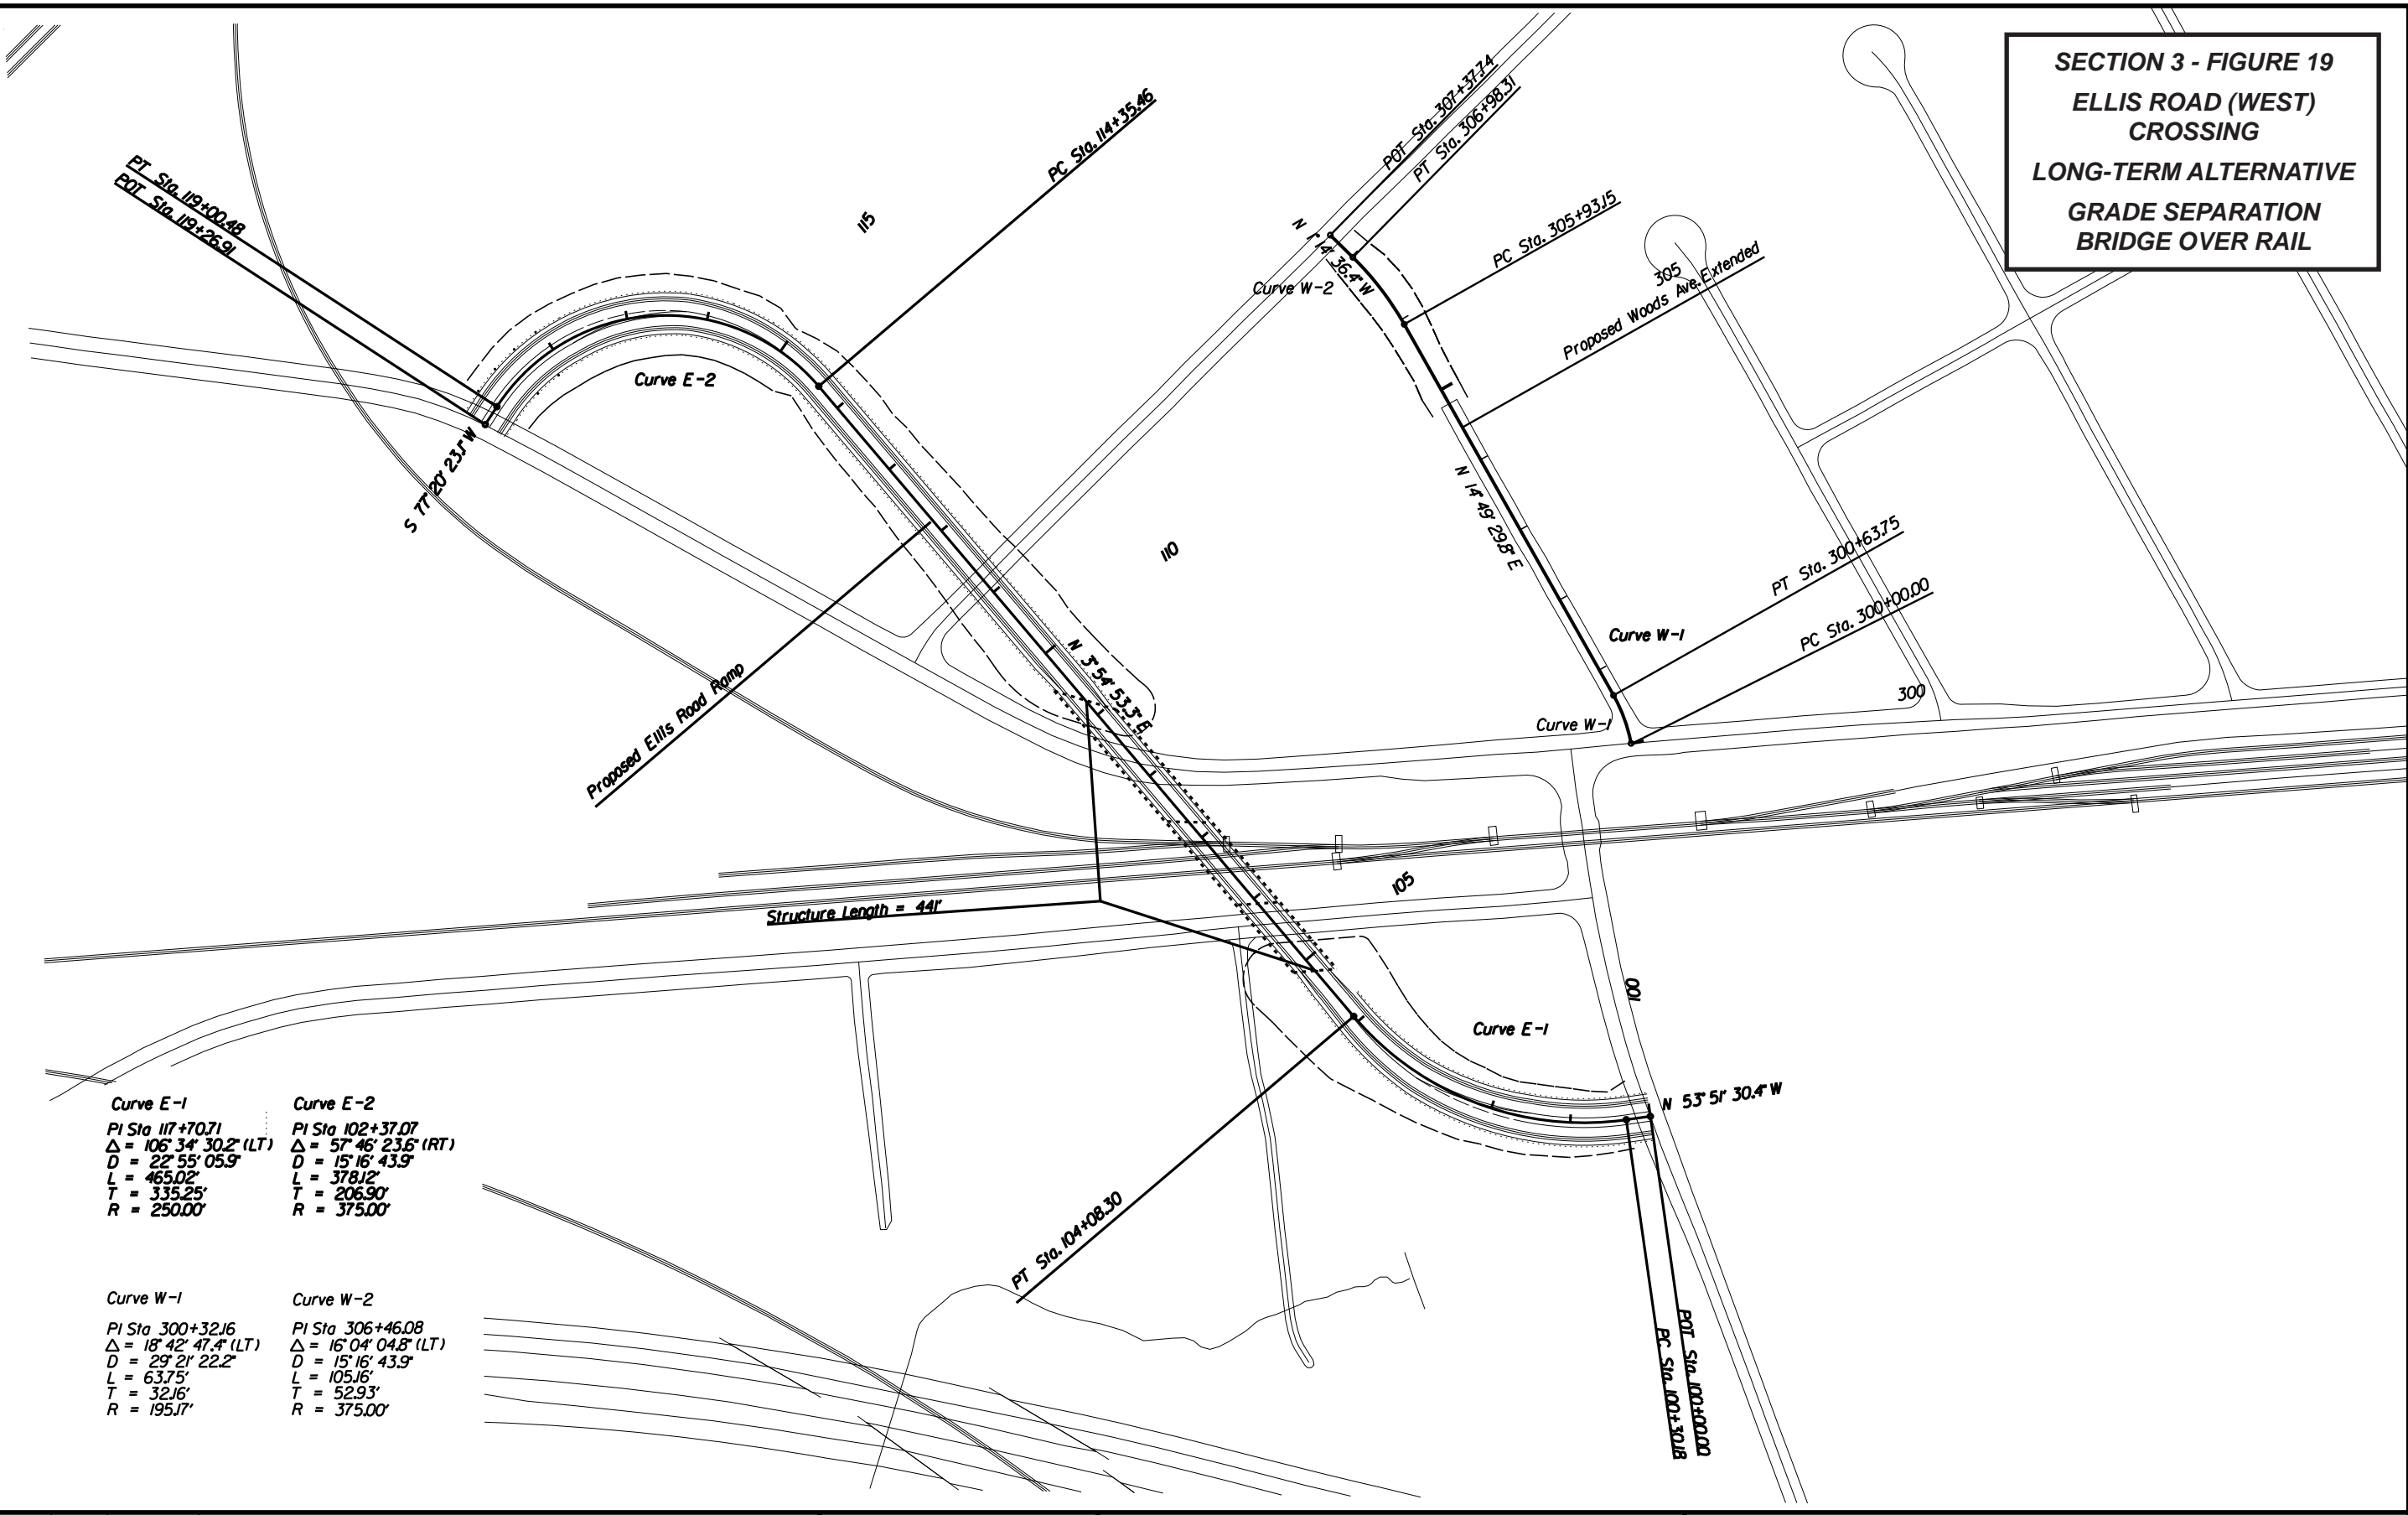 SECTION 3 - FIGURE 19
ELLIS ROAD (WEST)
CROSSING
LONG-TERM ALTERNATIVE
GRADE SEPARATION
BRIDGE OVER RAIL
PT Sta. 119+00.48
POT Sta. 119+26.91
PC Sta. 114+35.46
115
POT Sta. 307+37.74
PT Sta. 306+98.31
N 1° 14' 36.4" W
Curve W-2
PC Sta. 305+93.15
305
Proposed Woods Ave. Extended
Curve E-2
S 77° 20' 23.1" W
N 14° 49' 29.8" E
110
PT Sta. 300+63.75
PC Sta. 300+00.00
Curve W-1
300
Curve W-1
N 3° 54' 53.3" E
Proposed Ellis Road Ramp
105
Structure Length = 441'
100
Curve E-1
N 53° 51' 30.4" W
PT Sta. 104+08.30
PC Sta. 100+30.18
POT Sta. 100+00.00
Curve E-1
PI Sta 117+70.71
Δ = 106° 34' 30.2" (LT)
D = 22° 55' 05.9"
L = 465.02'
T = 335.25'
R = 250.00'
Curve E-2
PI Sta 102+37.07
Δ = 57° 46' 23.6" (RT)
D = 15° 16' 43.9"
L = 378.12'
T = 206.90'
R = 375.00'
Curve W-1
PI Sta 300+32.16
Δ = 18° 42' 47.4" (LT)
D = 29° 21' 22.2"
L = 63.75'
T = 32.16'
R = 195.17'
Curve W-2
PI Sta 306+46.08
Δ = 16° 04' 04.8" (LT)
D = 15° 16' 43.9"
L = 105.16'
T = 52.93'
R = 375.00'